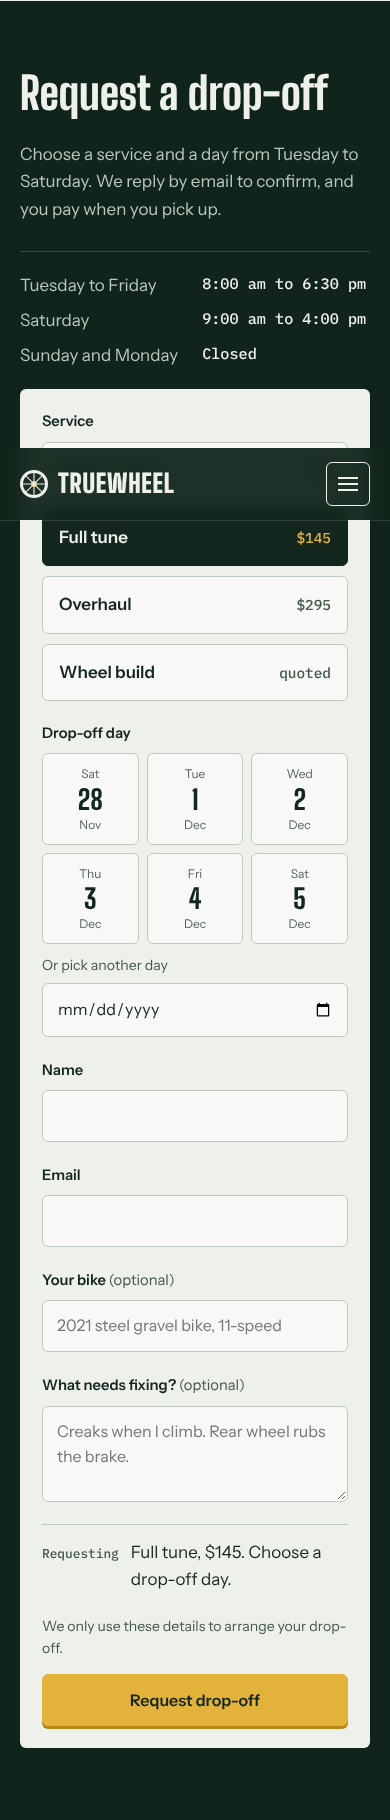 Request a drop-off
Choose a service and a day from Tuesday to
Saturday. We reply by email to confirm, and
you pay when you pick up.
Tuesday to Friday 8:00 am to 6:30 pm
Saturday 9:00 am to 4:00 pm
Sunday and Monday Closed
Service
TRUEWHEEL
Full tune $145
Overhaul $295
Wheel build quoted
Drop-off day
Sat Tue Wed
28 1 2
Nov Dec Dec
Thu Fri Sat
3 4 5
Dec Dec Dec
Or pick another day
mm/dd/yyyy
Name
Email
Your bike (optional)
2021 steel gravel bike, 11-speed
What needs fixing? (optional)
Creaks when I climb. Rear wheel rubs
the brake.
Requesting Full tune, $145. Choose a
drop-off day.
We only use these details to arrange your drop-
off.
Request drop-off